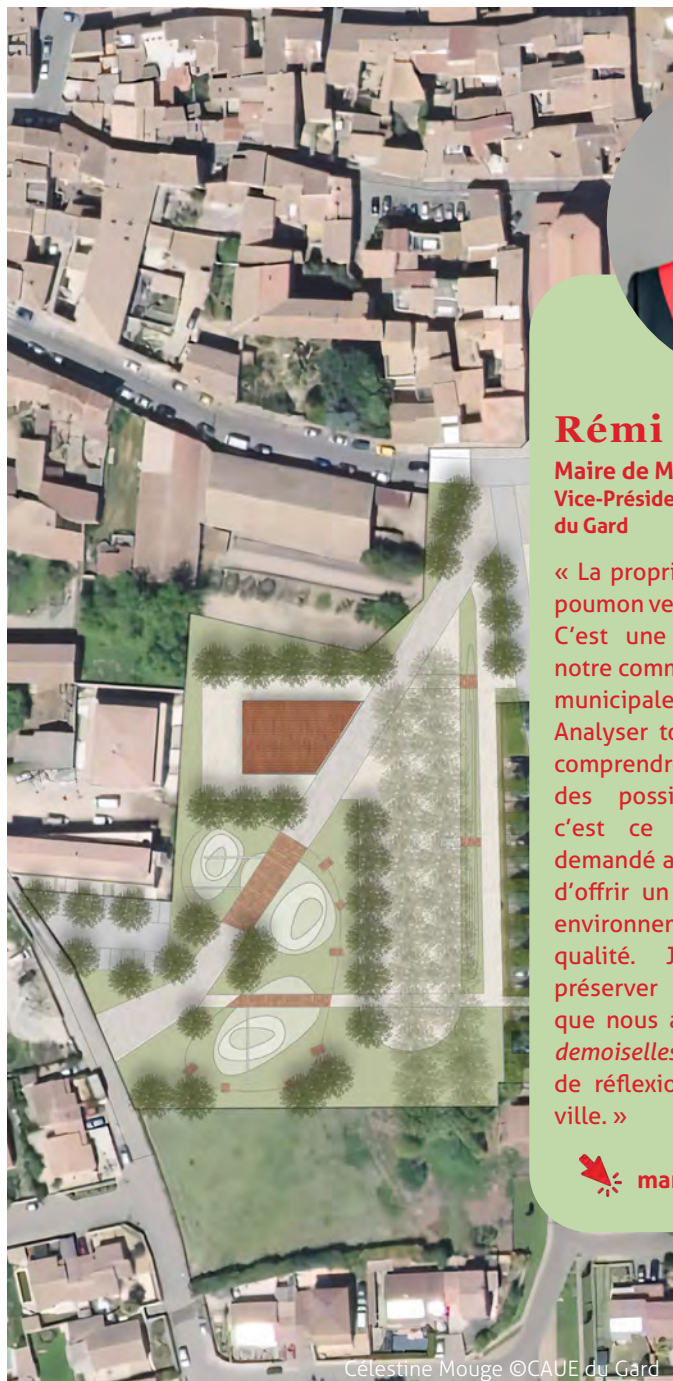 Rémi
Maire de M
Vice-Préside
du Gard
« La propri
poumon ve
C’est une
notre comm
municipale
Analyser to
comprendr
des possi
c'est ce
demandé a
d'offrir un
environnem
qualité. J
préserver
que nous a
demoiselles
de réflexio
ville. »
mar
Célestine Mouge ©CAUE du Gard